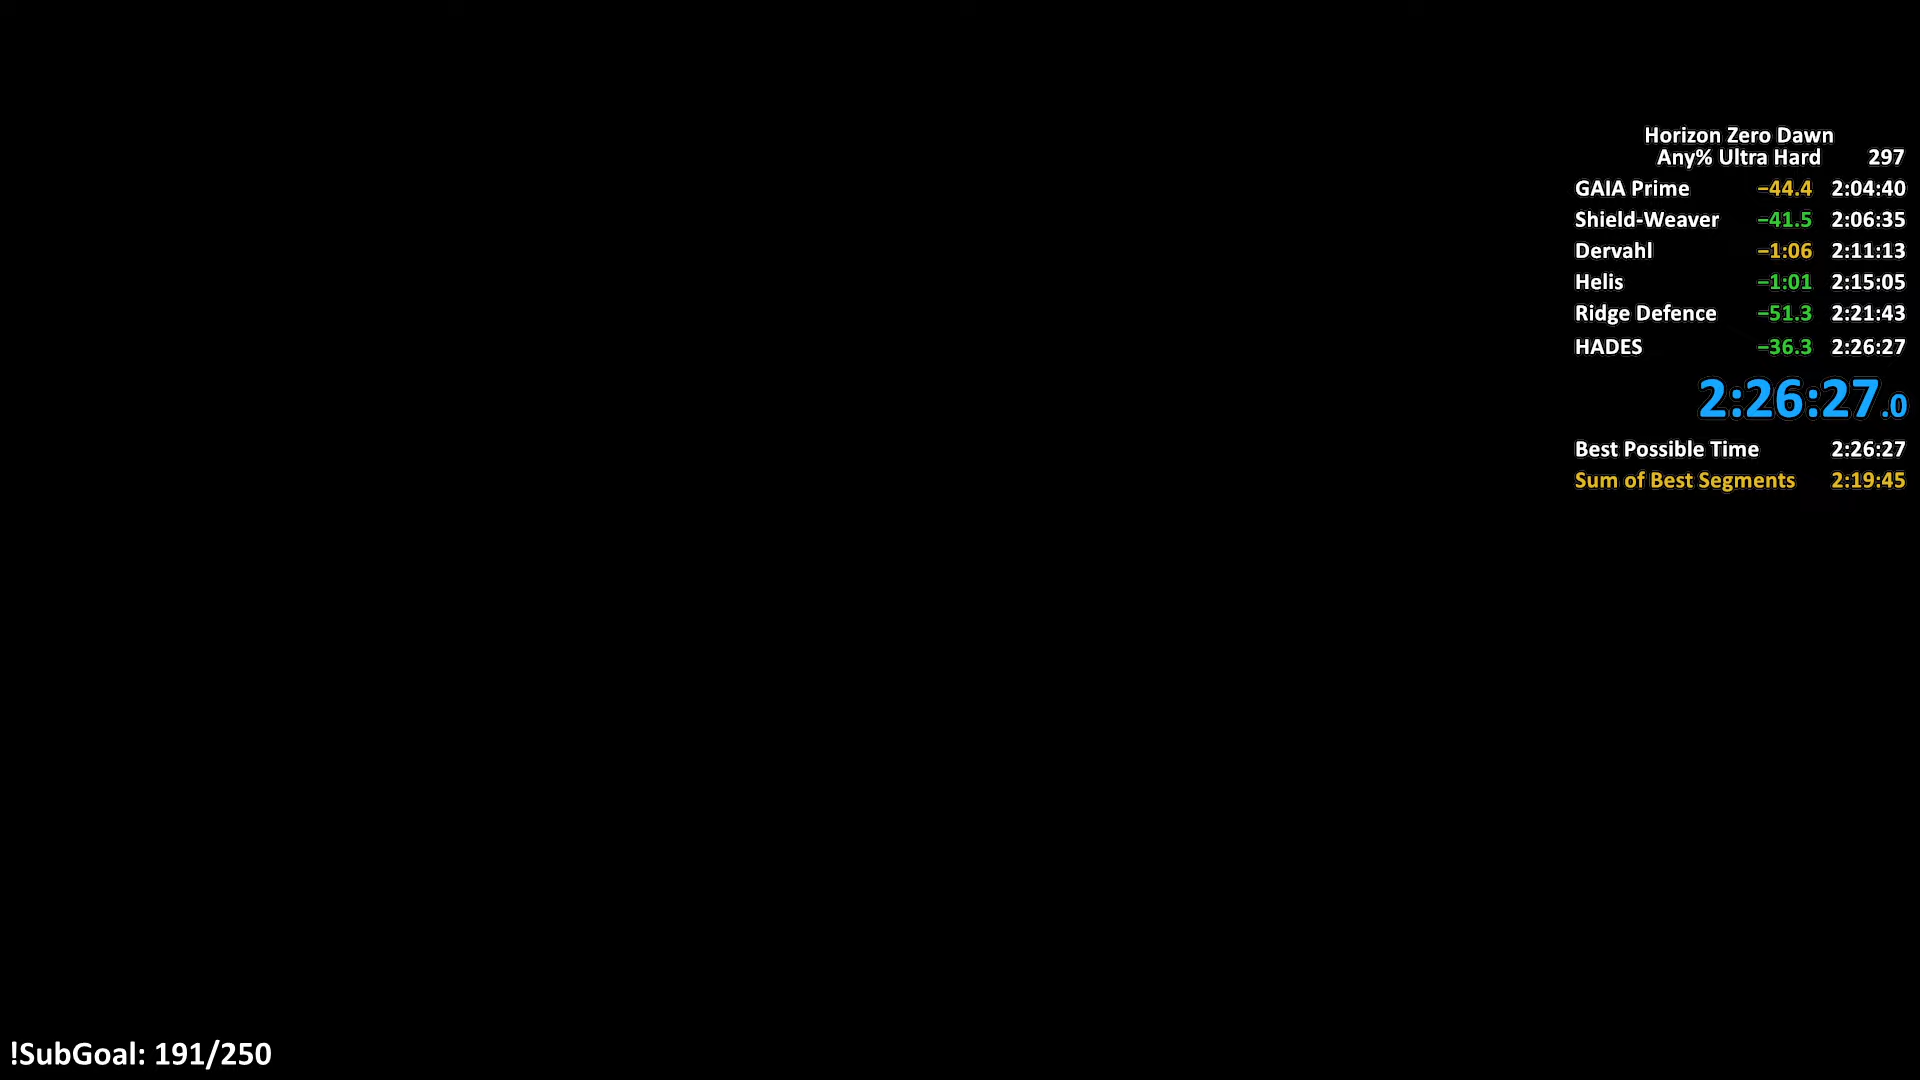 Horizon Zero Dawn
Any% Ultra Hard 297
GAIA Prime −44.4 2:04:40
Shield-Weaver −41.5 2:06:35
Dervahl −1:06 2:11:13
Helis −1:01 2:15:05
Ridge Defence −51.3 2:21:43
HADES −36.3 2:26:27
2:26:27.0
Best Possible Time 2:26:27
Sum of Best Segments 2:19:45
!SubGoal: 191/250